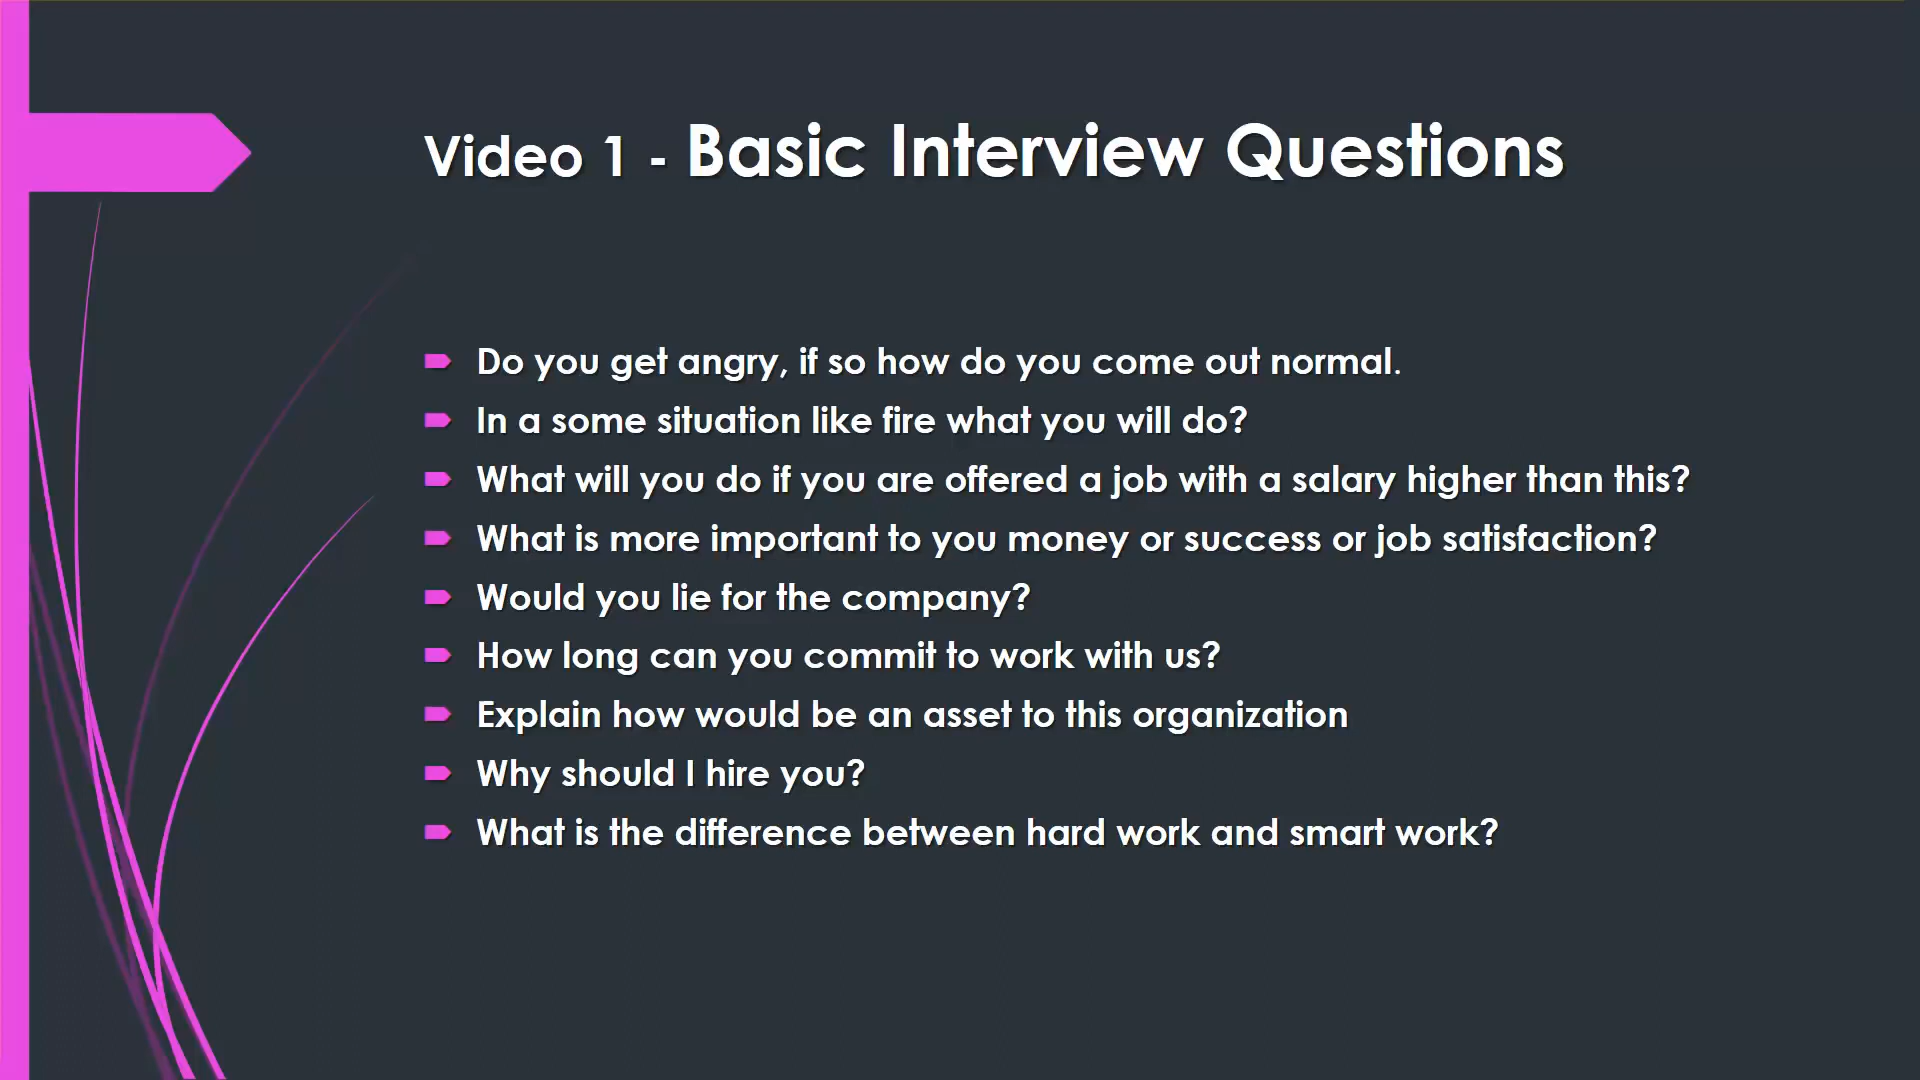 Video 1 - Basic Interview Questions
Do you get angry, if so how do you come out normal.
In a some situation like fire what you will do?
What will you do if you are offered a job with a salary higher than this?
What is more important to you money or success or job satisfaction?
Would you lie for the company?
How long can you commit to work with us?
Explain how would be an asset to this organization
Why should I hire you?
What is the difference between hard work and smart work?